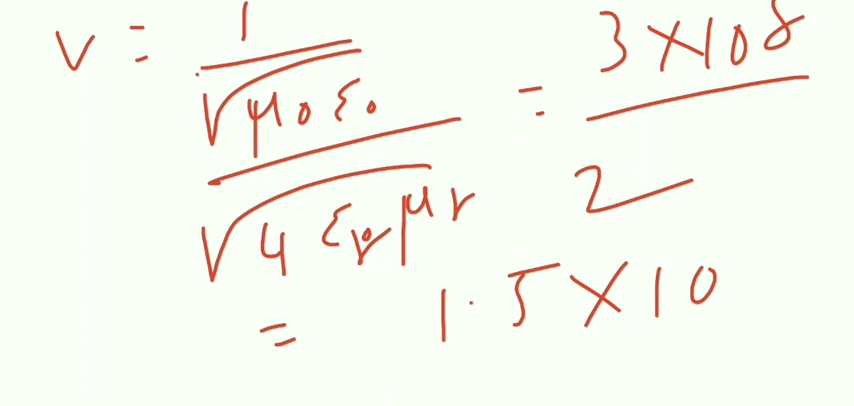 v = 1/√μ₀ε₀ / √4 εᵣμᵣ = 3×10⁸ / 2
= 1.5×10